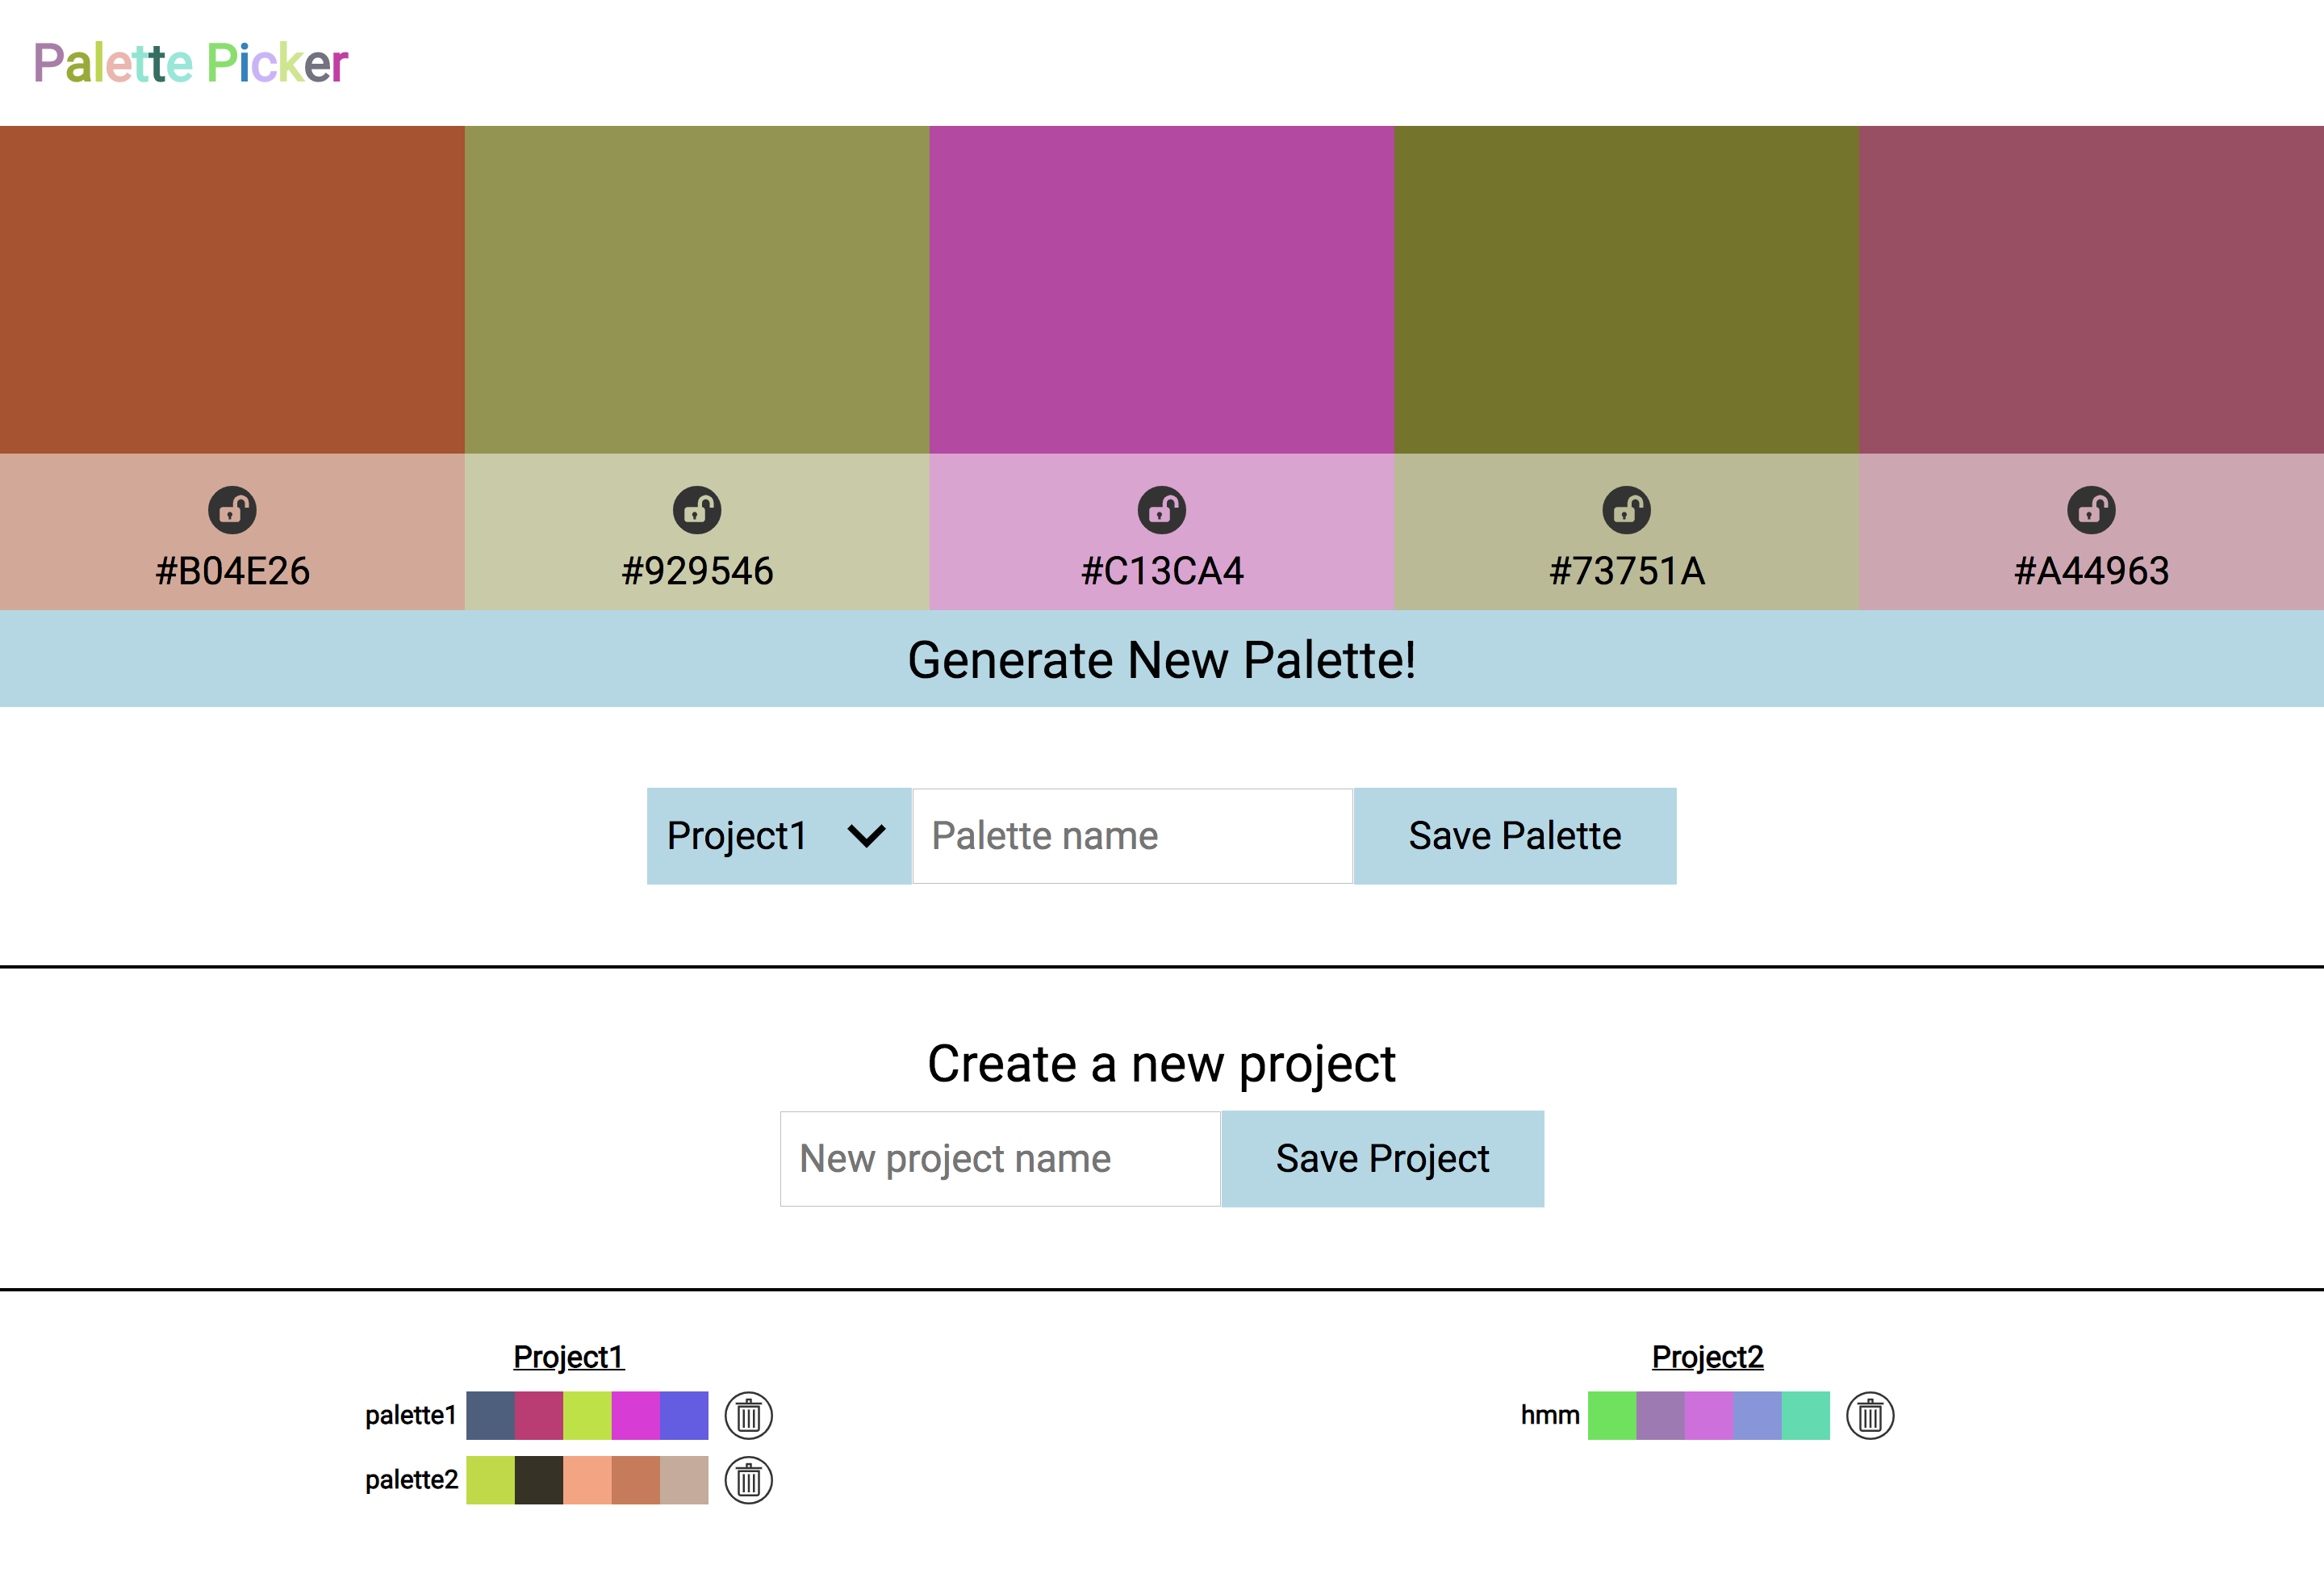 Palette Picker
#B04E26 #929546 #C13CA4 #73751A #A44963
Generate New Palette!
Project1 Palette name Save Palette
Create a new project
New project name Save Project
Project1 Project2
palette1 hmm
palette2